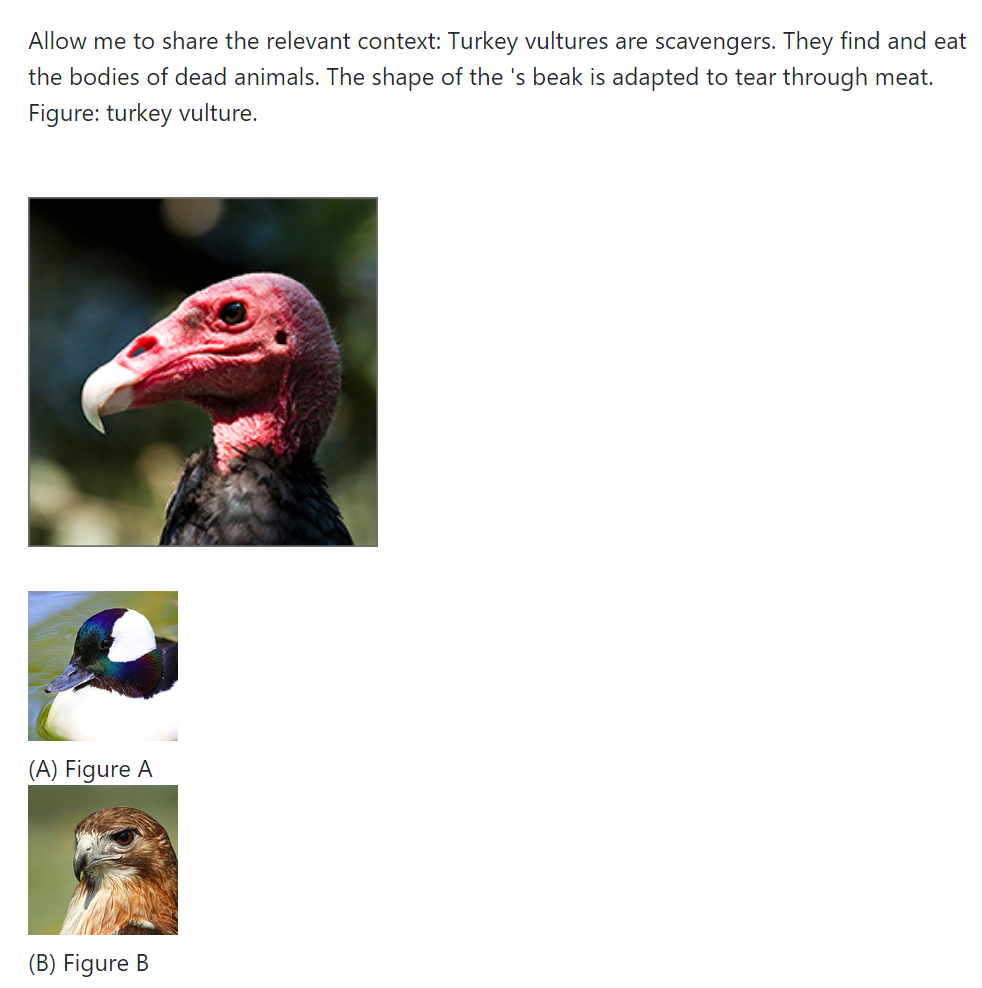 Allow me to share the relevant context: Turkey vultures are scavengers. They find and eat
the bodies of dead animals. The shape of the 's beak is adapted to tear through meat.
Figure: turkey vulture.
(A) Figure A
(B) Figure B